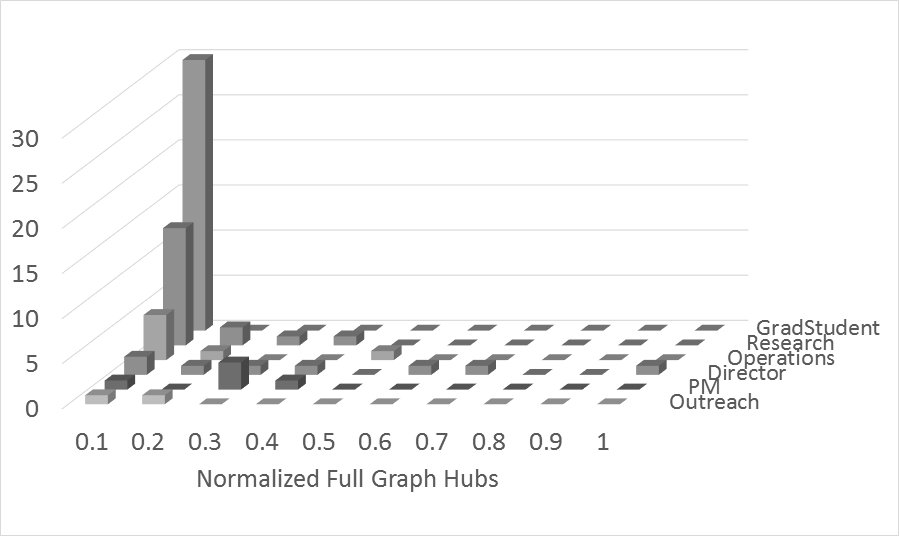 30
25
20
15
10
5
0
GradStudent
Research
Operations
Director
PM
Outreach
0.1 0.2 0.3 0.4 0.5 0.6 0.7 0.8 0.9 1
Normalized Full Graph Hubs